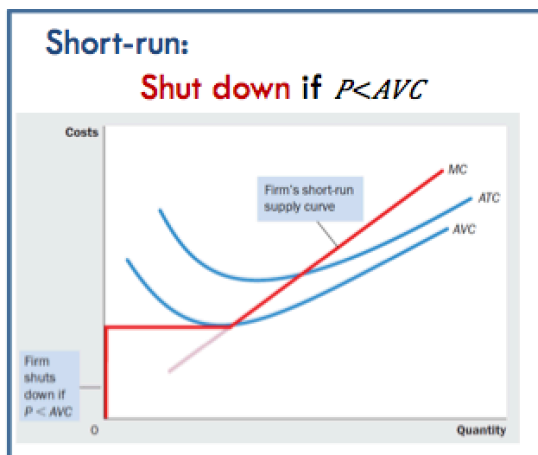 Short-run:
Shut down if P<AVC
Costs
MC
Firm's short-run
supply curve
ATC
AVC
Firm
shuts
down if
P < AVC
0
Quantity